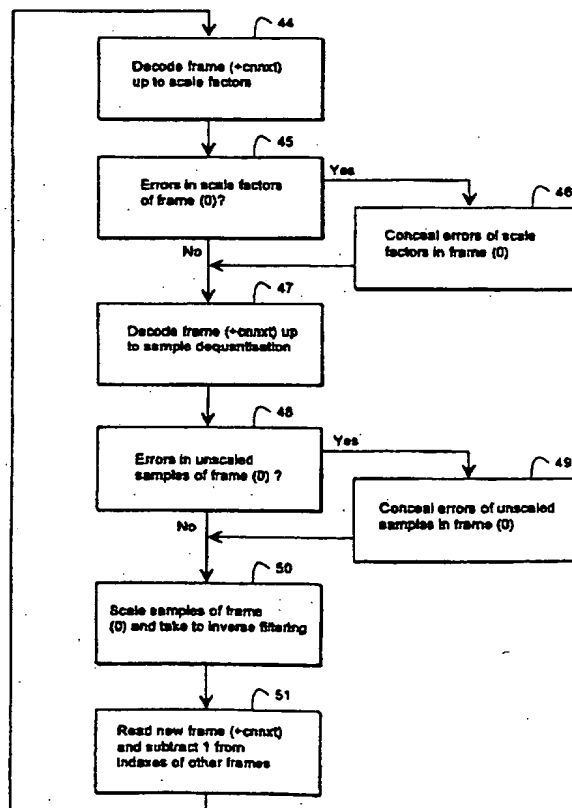 44
Decode frame (+cnnxt)
up to scale factors
45
Errors in scale factors
of frame (0)?
Yes
46
Conceal errors of scale
factors in frame (0)
No
47
Decode frame (+cnnxt) up
to sample dequantisation
48
Errors in unscaled
samples of frame (0) ?
Yes
49
Conceal errors of unscaled
samples in frame (0)
No
50
Scale samples of frame
(0) and take to inverse filtering
51
Read new frame (+cnnxt)
and subtract 1 from
indexes of other frames